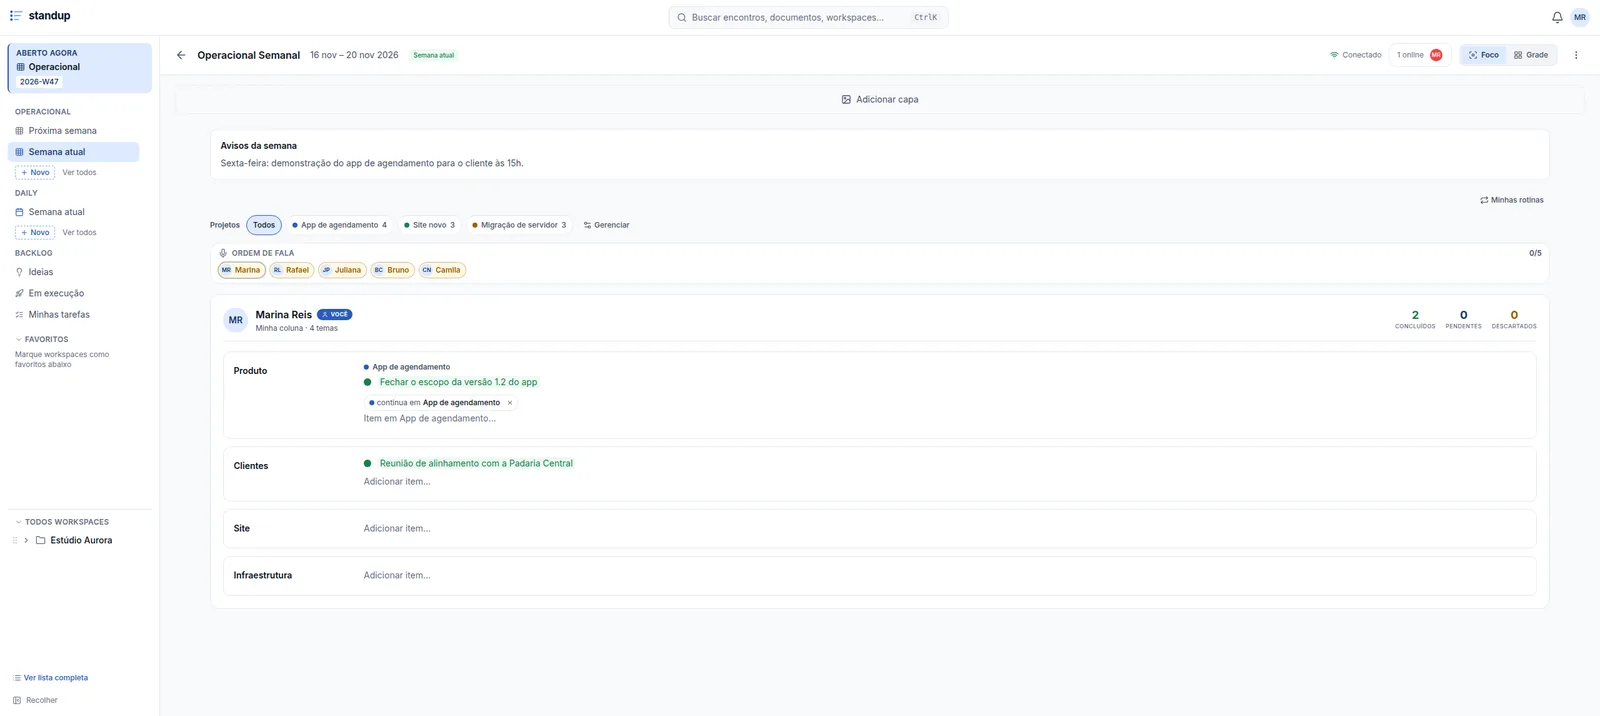 standup
Buscar encontros, documentos, workspaces...
CtrlK
MR
ABERTO AGORA
Operacional
2026-W47
OPERACIONAL
Próxima semana
Semana atual
+ Novo
Ver todos
DAILY
Semana atual
+ Novo
Ver todos
BACKLOG
Ideias
Em execução
Minhas tarefas
FAVORITOS
Marque workspaces como
favoritos abaixo
TODOS WORKSPACES
Estúdio Aurora
Ver lista completa
Recolher
Operacional Semanal
16 nov – 20 nov 2026
Semana atual
Conectado
1 online
MR
Foco
Grade
Adicionar capa
Avisos da semana
Sexta-feira: demonstração do app de agendamento para o cliente às 15h.
Minhas rotinas
Projetos
Todos
App de agendamento 4
Site novo 3
Migração de servidor 3
Gerenciar
ORDEM DE FALA
0/5
MR Marina
RL Rafael
JP Juliana
BC Bruno
CN Camila
MR
Marina Reis
VOCÊ
Minha coluna · 4 temas
2
CONCLUÍDOS
0
PENDENTES
0
DESCARTADOS
Produto
App de agendamento
Fechar o escopo da versão 1.2 do app
continua em App de agendamento ×
Item em App de agendamento...
Clientes
Reunião de alinhamento com a Padaria Central
Adicionar item...
Site
Adicionar item...
Infraestrutura
Adicionar item...